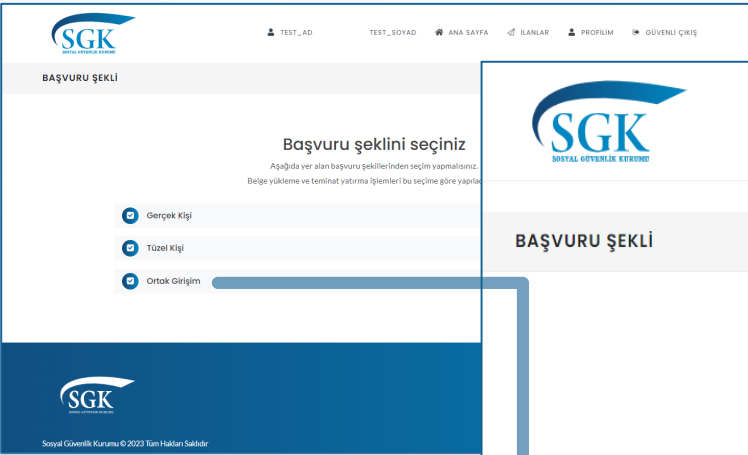 SGK
SOSYAL GÜVENLİK KURUMU
TEST_AD TEST_SOYAD ANA SAYFA İLANLAR PROFİLİM GÜVENLİ ÇIKIŞ
BAŞVURU ŞEKLİ
Başvuru şeklini seçiniz
Aşağıda yer alan başvuru şekillerinden seçim yapmalısınız.
Belge yükleme ve teminat yatırma işlemleri bu seçime göre
Gerçek Kişi
Tüzel Kişi
Ortak Girişim
SGK
SOSYAL GÜVENLİK KURUMU
Sosyal Güvenlik Kurumu © 2023 Tüm Hakları Saklıdır
SGK
SOSYAL GÜVENLİK KURUMU
BAŞVURU ŞEKLİ